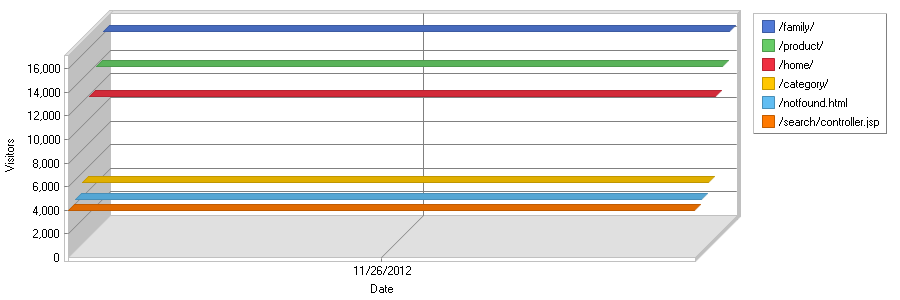 /family/
/product/
/home/
/category/
/notfound.html
/search/controller.jsp
Visitors
16,000
14,000
12,000
10,000
8,000
6,000
4,000
2,000
0
11/26/2012
Date